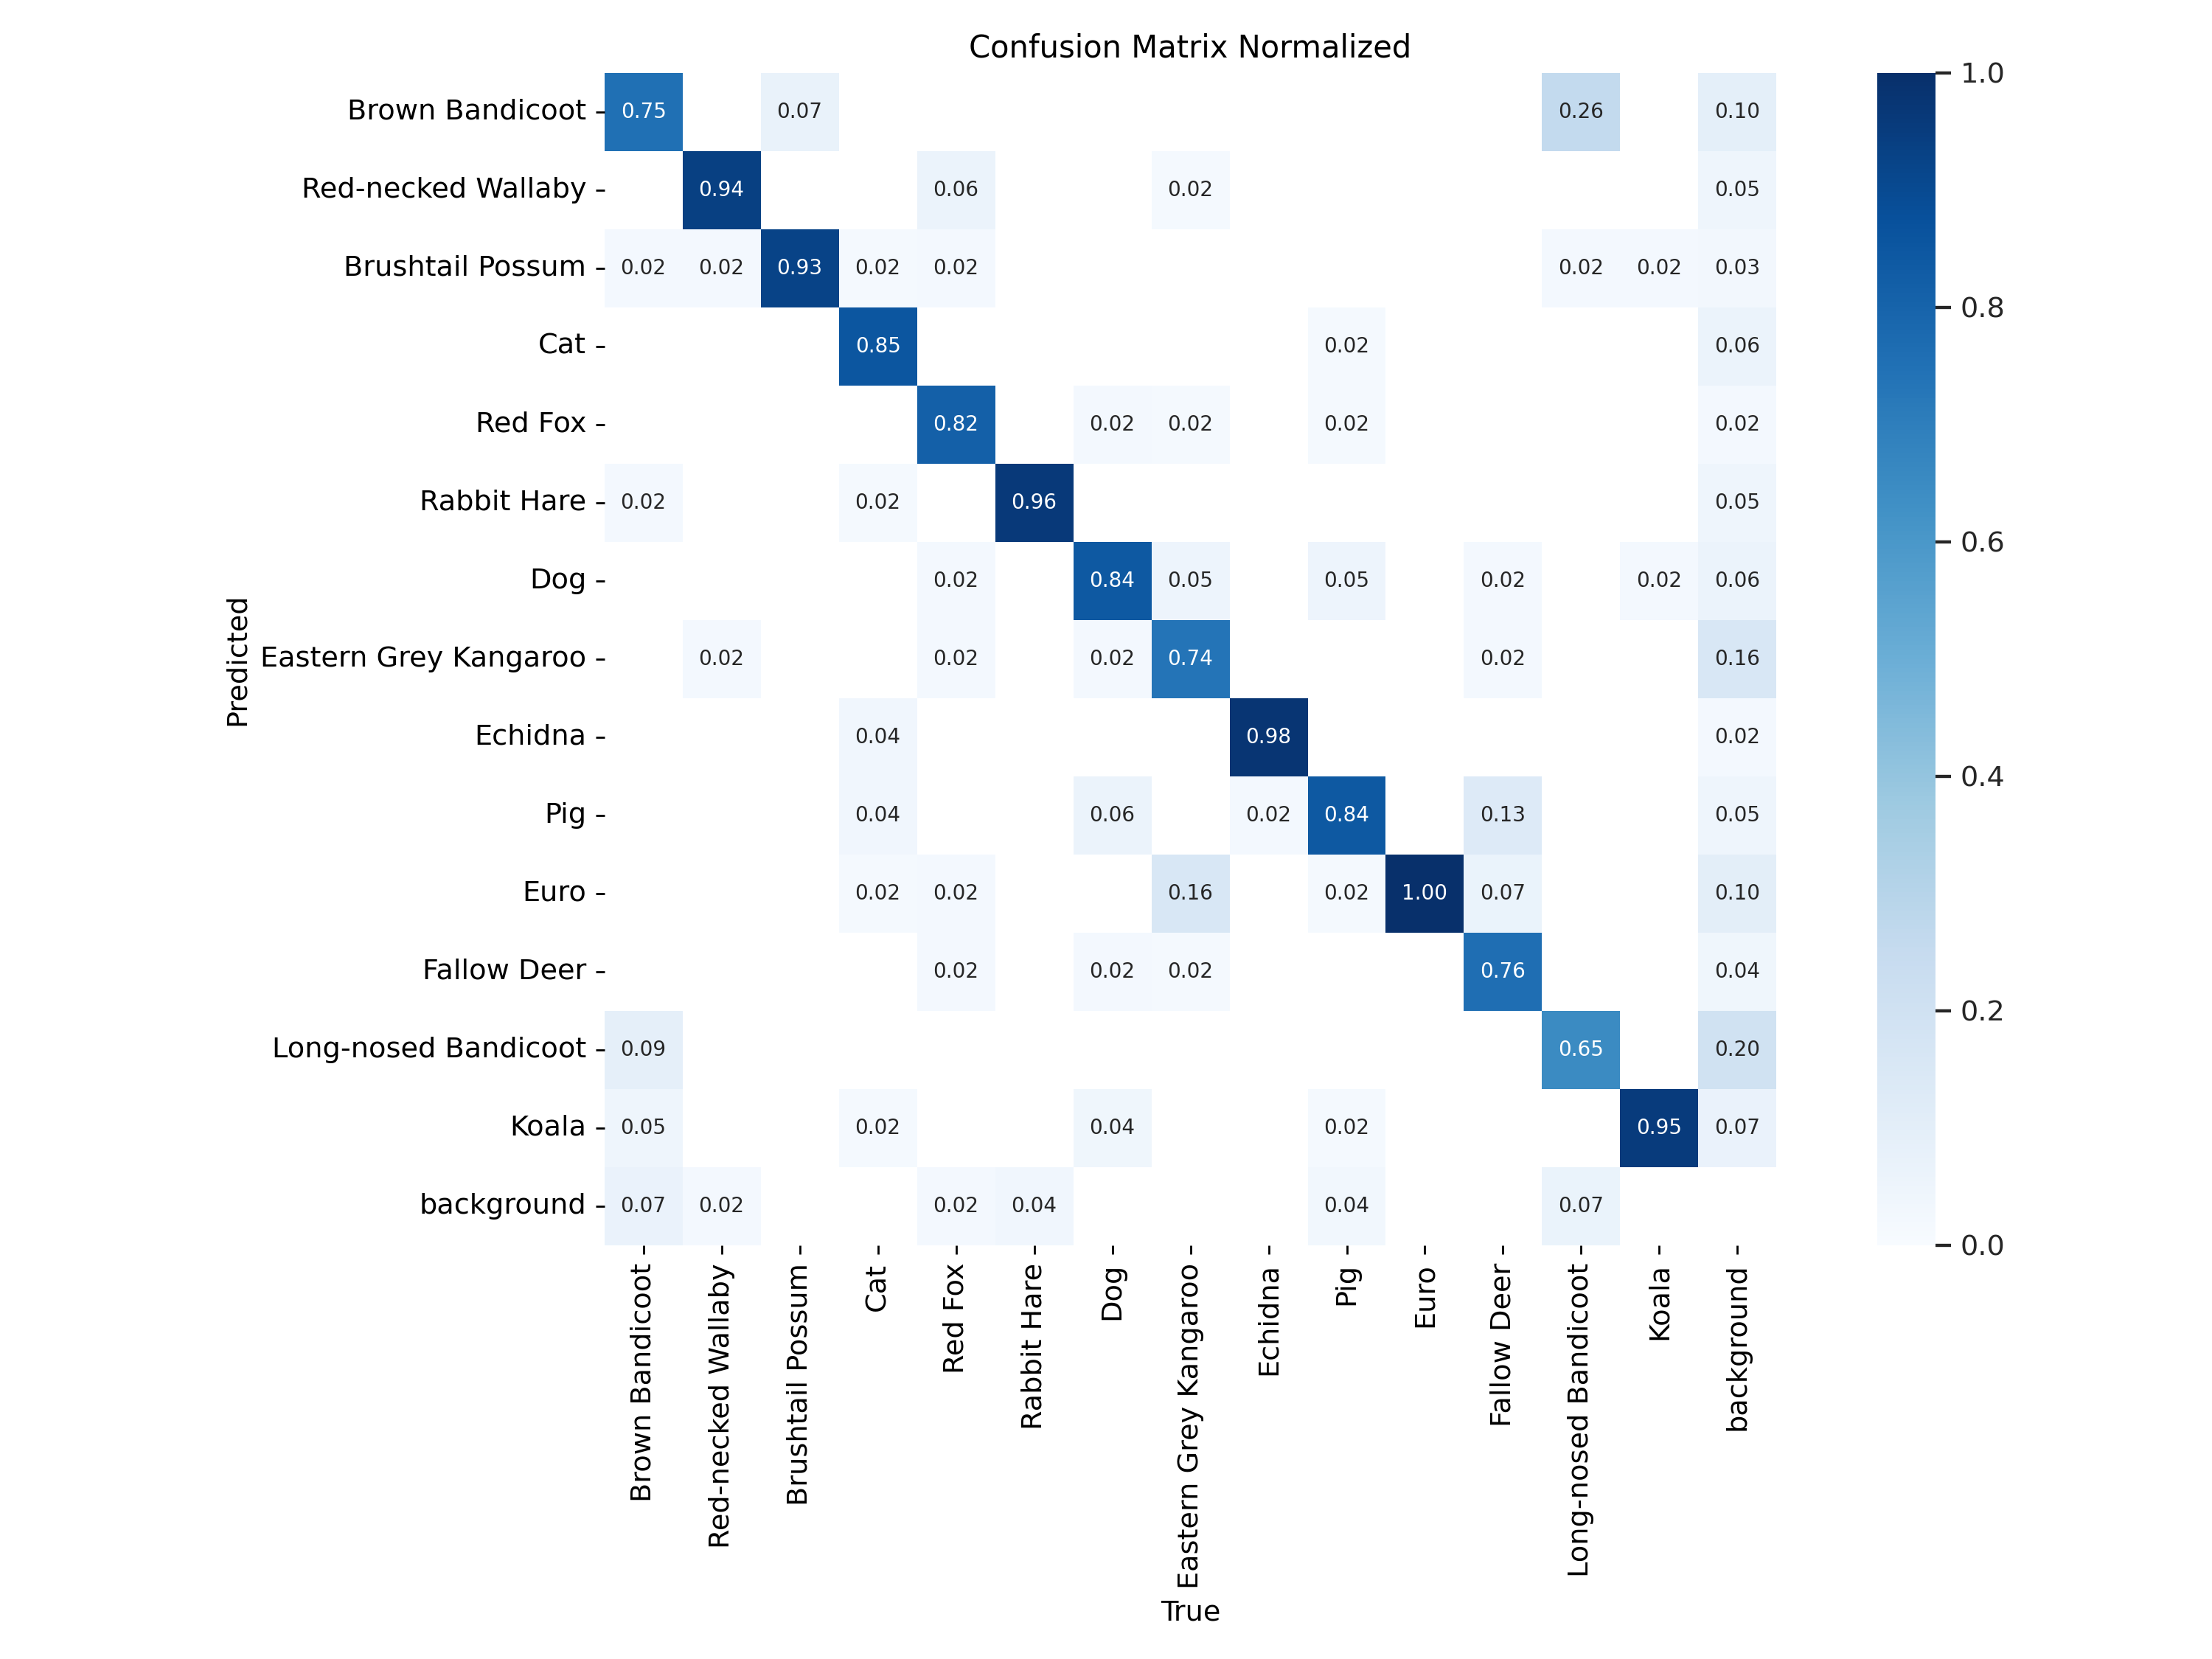 Confusion Matrix Normalized
Brown Bandicoot 0.75 0.07 0.26 0.10
Red-necked Wallaby 0.94 0.06 0.02 0.05
Brushtail Possum 0.02 0.02 0.93 0.02 0.02 0.02 0.02 0.03
Cat 0.85 0.02 0.06
Red Fox 0.82 0.02 0.02 0.02 0.02
Rabbit Hare 0.02 0.02 0.96 0.05
Dog 0.02 0.84 0.05 0.05 0.02 0.02 0.06
Eastern Grey Kangaroo 0.02 0.02 0.02 0.74 0.02 0.16
Echidna 0.04 0.98 0.02
Pig 0.04 0.06 0.02 0.84 0.13 0.05
Euro 0.02 0.02 0.16 0.02 1.00 0.07 0.10
Fallow Deer 0.02 0.02 0.02 0.76 0.04
Long-nosed Bandicoot 0.09 0.65 0.20
Koala 0.05 0.02 0.04 0.02 0.95 0.07
background 0.07 0.02 0.02 0.04 0.04 0.07
Predicted
Brown Bandicoot
Red-necked Wallaby
Brushtail Possum
Cat
Red Fox
Rabbit Hare
Dog
Eastern Grey Kangaroo
Echidna
Pig
Euro
Fallow Deer
Long-nosed Bandicoot
Koala
background
True
1.0
0.8
0.6
0.4
0.2
0.0